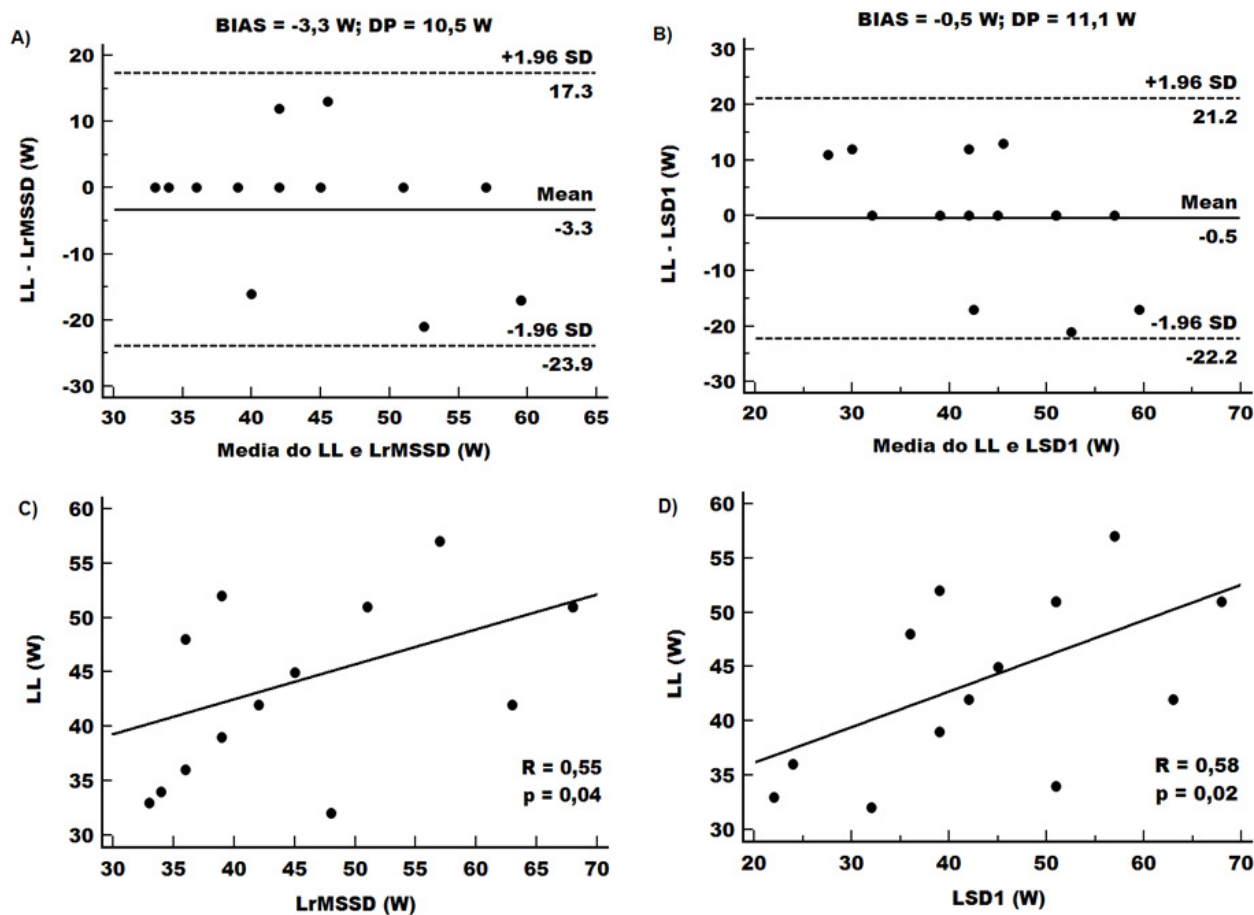 A)
BIAS = -3,3 W; DP = 10,5 W
20
10
0
-10
-20
-30
LL - LrMSSD (W)
+1.96 SD
17.3
Mean
-3.3
-1.96 SD
-23.9
30 35 40 45 50 55 60 65
Media do LL e LrMSSD (W)
B)
BIAS = -0,5 W; DP = 11,1 W
30
20
10
0
-10
-20
-30
LL - LSD1 (W)
+1.96 SD
21.2
Mean
-0.5
-1.96 SD
-22.2
20 30 40 50 60 70
Media do LL e LSD1 (W)
C)
60
55
50
45
40
35
30
LL (W)
R = 0,55
p = 0,04
30 35 40 45 50 55 60 65 70
LrMSSD (W)
D)
60
55
50
45
40
35
30
LL (W)
R = 0,58
p = 0,02
20 30 40 50 60 70
LSD1 (W)